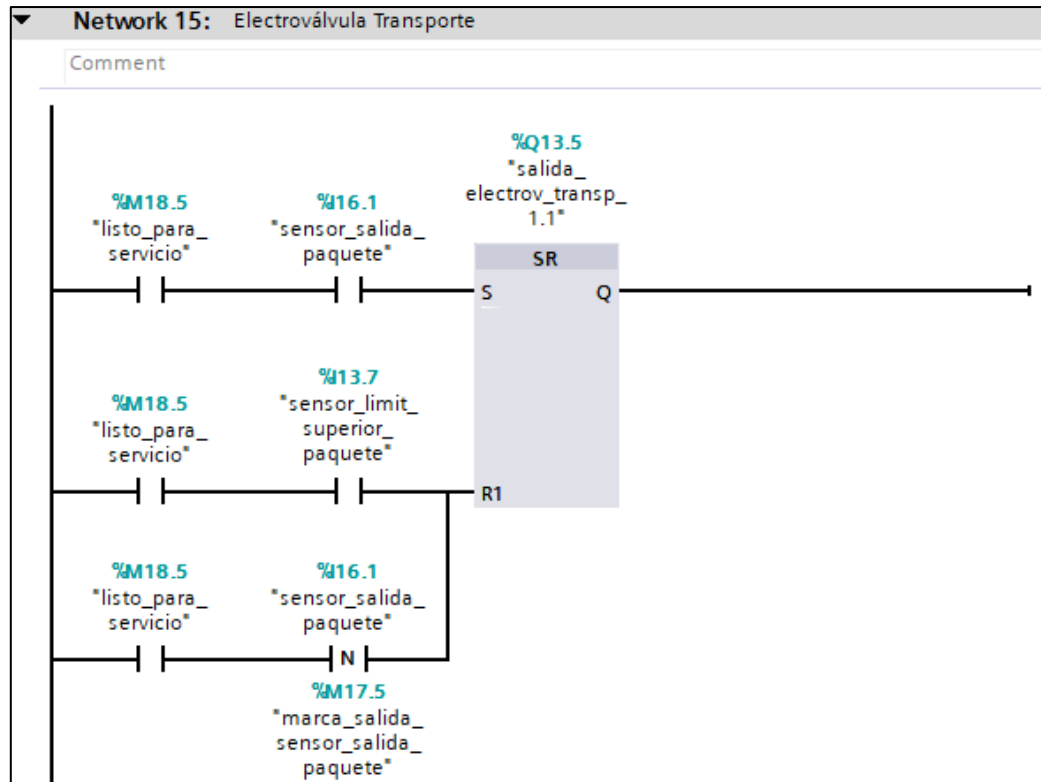 Network 15: Electroválvula Transporte
Comment
%Q13.5
"salida_
electrov_transp_
1.1"
%M18.5
"listo_para_
servicio"
%I16.1
"sensor_salida_
paquete"
SR
S
Q
%M18.5
"listo_para_
servicio"
%I13.7
"sensor_limit_
superior_
paquete"
R1
%M18.5
"listo_para_
servicio"
%I16.1
"sensor_salida_
paquete"
N
%M17.5
"marca_salida_
sensor_salida_
paquete"